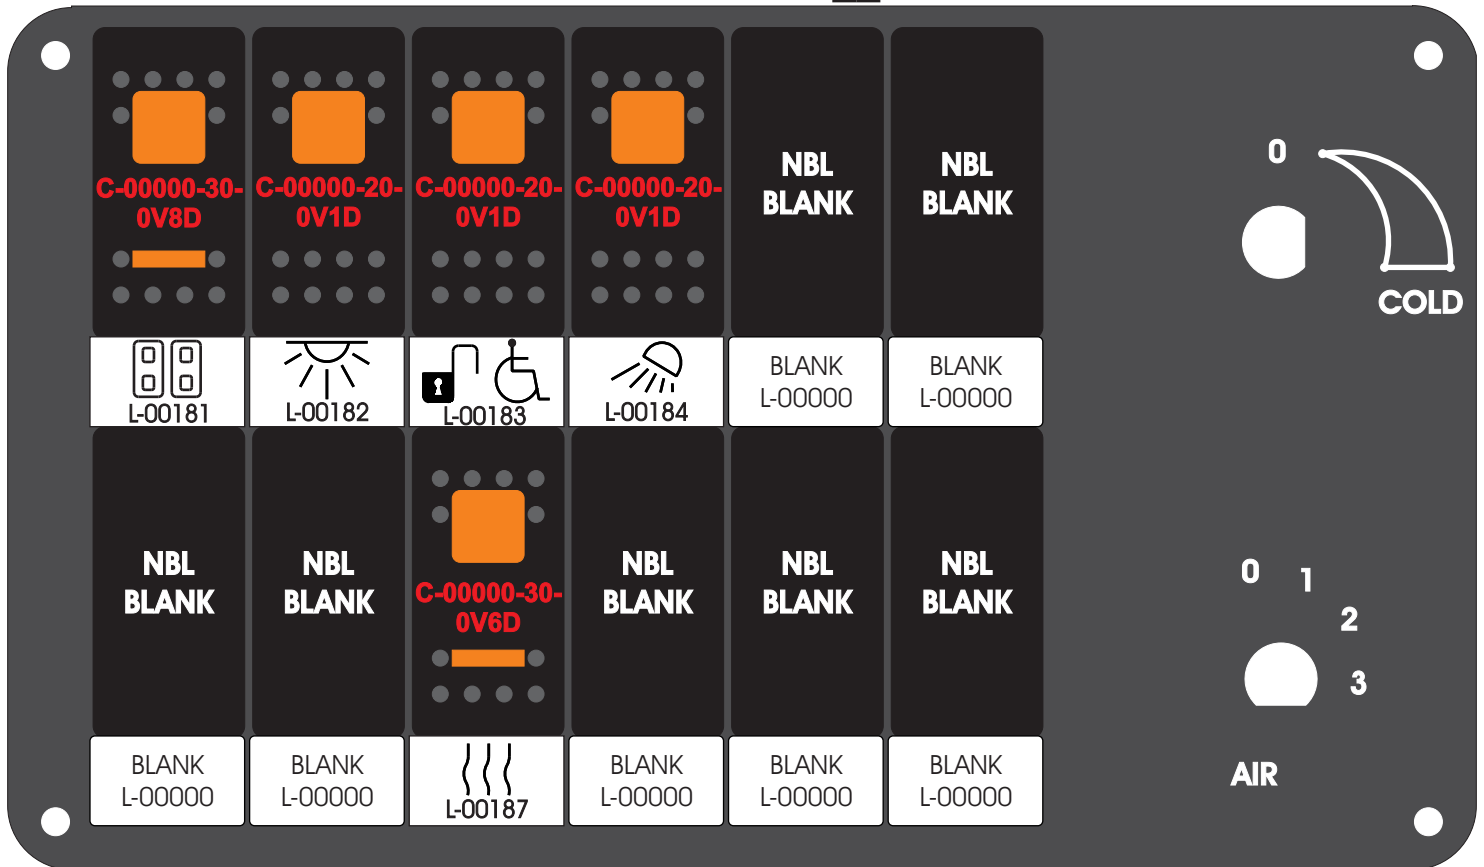 C-00000-30-
0V8D
C-00000-20-
0V1D
C-00000-20-
0V1D
C-00000-20-
0V1D
NBL
BLANK
NBL
BLANK
L-00181
L-00182
L-00183
L-00184
BLANK
L-00000
BLANK
L-00000
NBL
BLANK
NBL
BLANK
C-00000-30-
0V6D
NBL
BLANK
NBL
BLANK
NBL
BLANK
BLANK
L-00000
BLANK
L-00000
L-00187
BLANK
L-00000
BLANK
L-00000
BLANK
L-00000
0
COLD
0
1
2
3
AIR